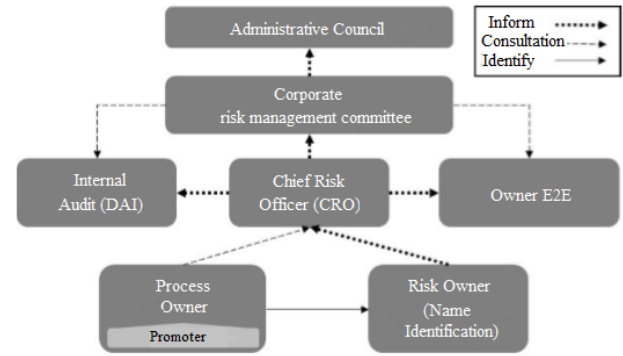 Administrative Council
Inform
Consultation
Identify
Corporate
risk management committee
Internal
Audit (DAI)
Chief Risk
Officer (CRO)
Owner E2E
Process
Owner
Promoter
Risk Owner
(Name
Identification)